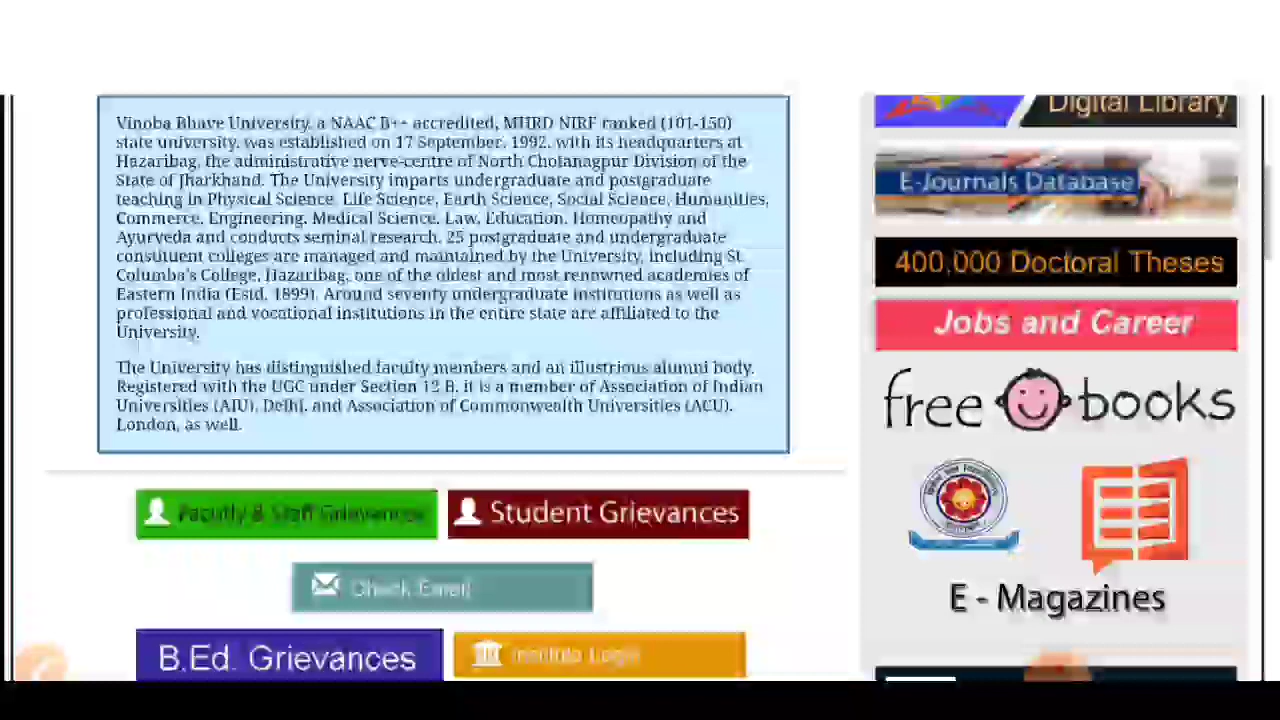 Vinoba Bhave University, a NAAC B++ accredited, MHRD NIRF ranked (101-150)
state university, was established on 17 September, 1992, with its headquarters at
Hazaribag, the administrative nerve-centre of North Chotanagpur Division of the
State of Jharkhand. The University imparts undergraduate and postgraduate
teaching in Physical Science, Life Science, Earth Science, Social Science, Humanities,
Commerce, Engineering, Medical Science, Law, Education, Homeopathy and
Ayurveda and conducts seminal research. 25 postgraduate and undergraduate
constituent colleges are managed and maintained by the University, including St.
Columba's College, Hazaribag, one of the oldest and most renowned academies of
Eastern India (Estd. 1899). Around seventy undergraduate institutions as well as
professional and vocational institutions in the entire state are affiliated to the
University.
The University has distinguished faculty members and an illustrious alumni body.
Registered with the UGC under Section 12 B, it is a member of Association of Indian
Universities (AIU), Delhi, and Association of Commonwealth Universities (ACU),
London, as well.
Faculty & Staff Grievances
Student Grievances
Check Email
B.Ed. Grievances
Institute Login
Digital Library
E-Journals Database
400,000 Doctoral Theses
Jobs and Career
free books
E - Magazines